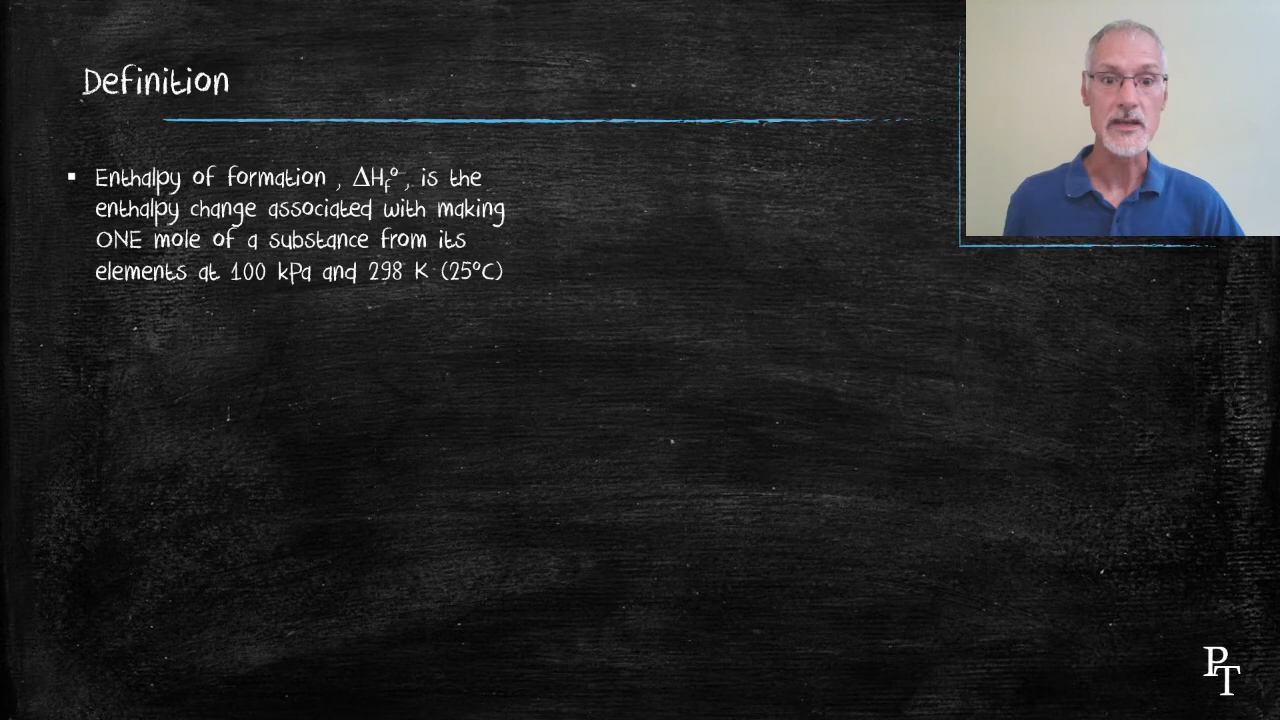 Definition
▪ Enthalpy of formation , ΔHf° , is the
enthalpy change associated with making
ONE mole of a substance from its
elements at 100 kPa and 298 K (25°C)
PT